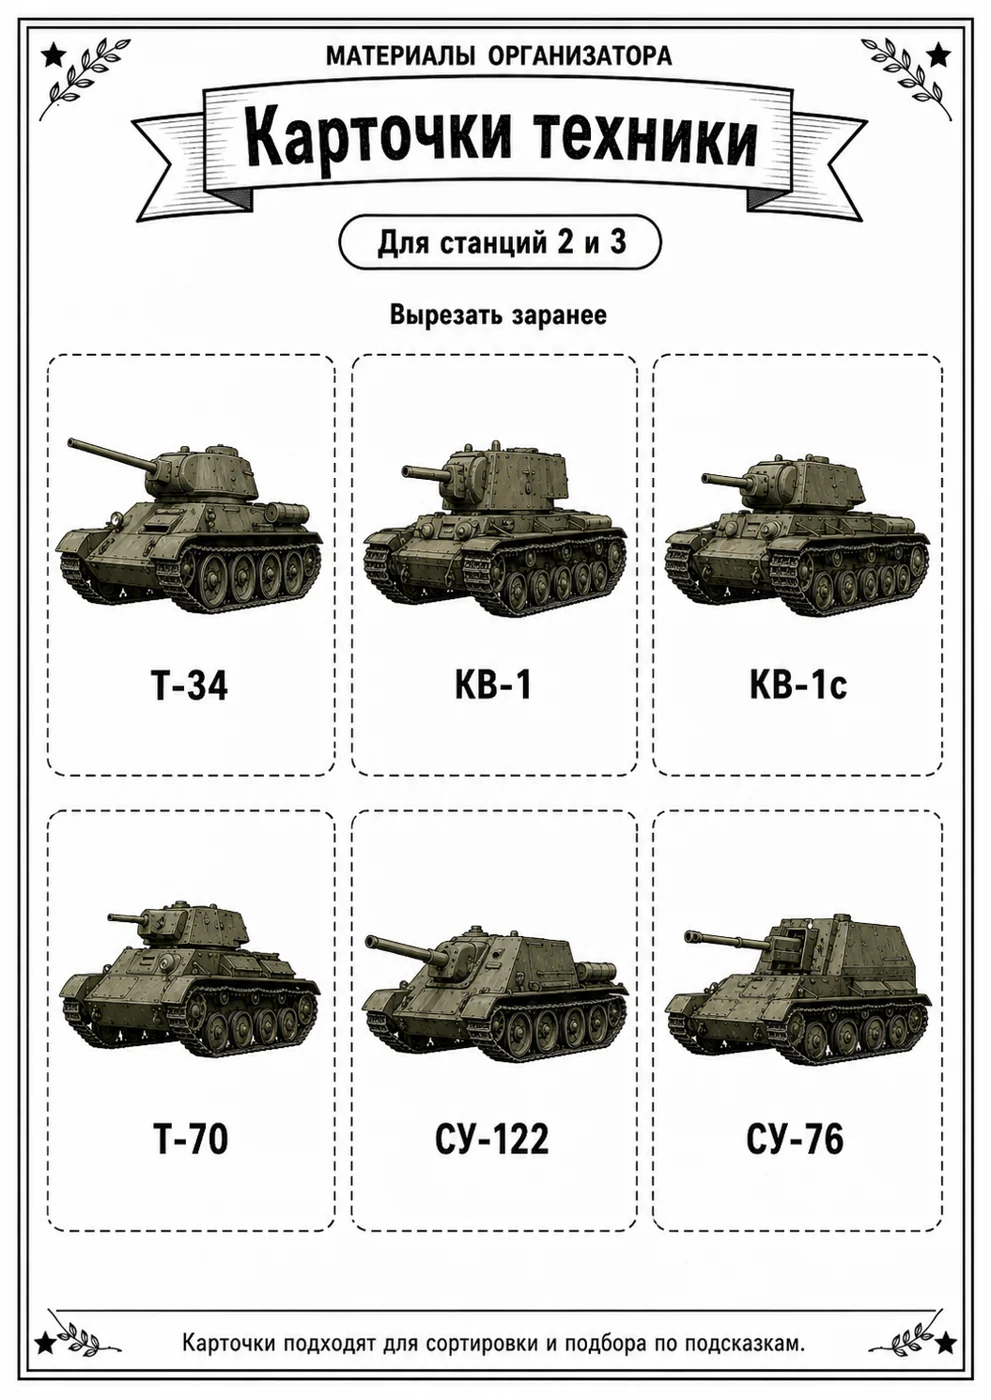 МАТЕРИАЛЫ ОРГАНИЗАТОРА
Карточки техники
Для станций 2 и 3
Вырезать заранее
Т-34
КВ-1
КВ-1с
Т-70
СУ-122
СУ-76
Карточки подходят для сортировки и подбора по подсказкам.